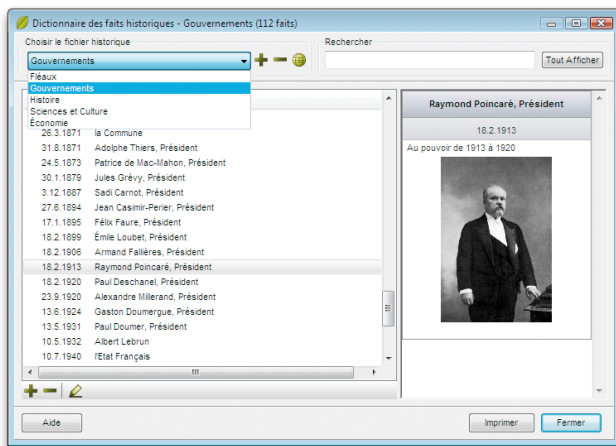 Dictionnaire des faits historiques - Gouvernements (112 faits)
Choisir le fichier historique
Rechercher
Gouvernements
Tout Afficher
Fléaux
Gouvernements
Histoire
Sciences et Culture
Économie
26.3.1871 la Commune
31.8.1871 Adolphe Thiers, Président
24.5.1873 Patrice de Mac-Mahon, Président
30.1.1879 Jules Grévy, Président
3.12.1887 Sadi Carnot, Président
27.6.1894 Jean Casimir-Perier, Président
17.1.1895 Félix Faure, Président
18.2.1899 Émile Loubet, Président
18.2.1906 Armand Fallières, Président
18.2.1913 Raymond Poincaré, Président
18.2.1920 Paul Deschanel, Président
23.9.1920 Alexandre Millerand, Président
13.6.1924 Gaston Doumergue, Président
13.5.1931 Paul Doumer, Président
10.5.1932 Albert Lebrun
10.7.1940 l'Etat Français
Raymond Poincaré, Président
18.2.1913
Au pouvoir de 1913 à 1920
Aide
Imprimer
Fermer